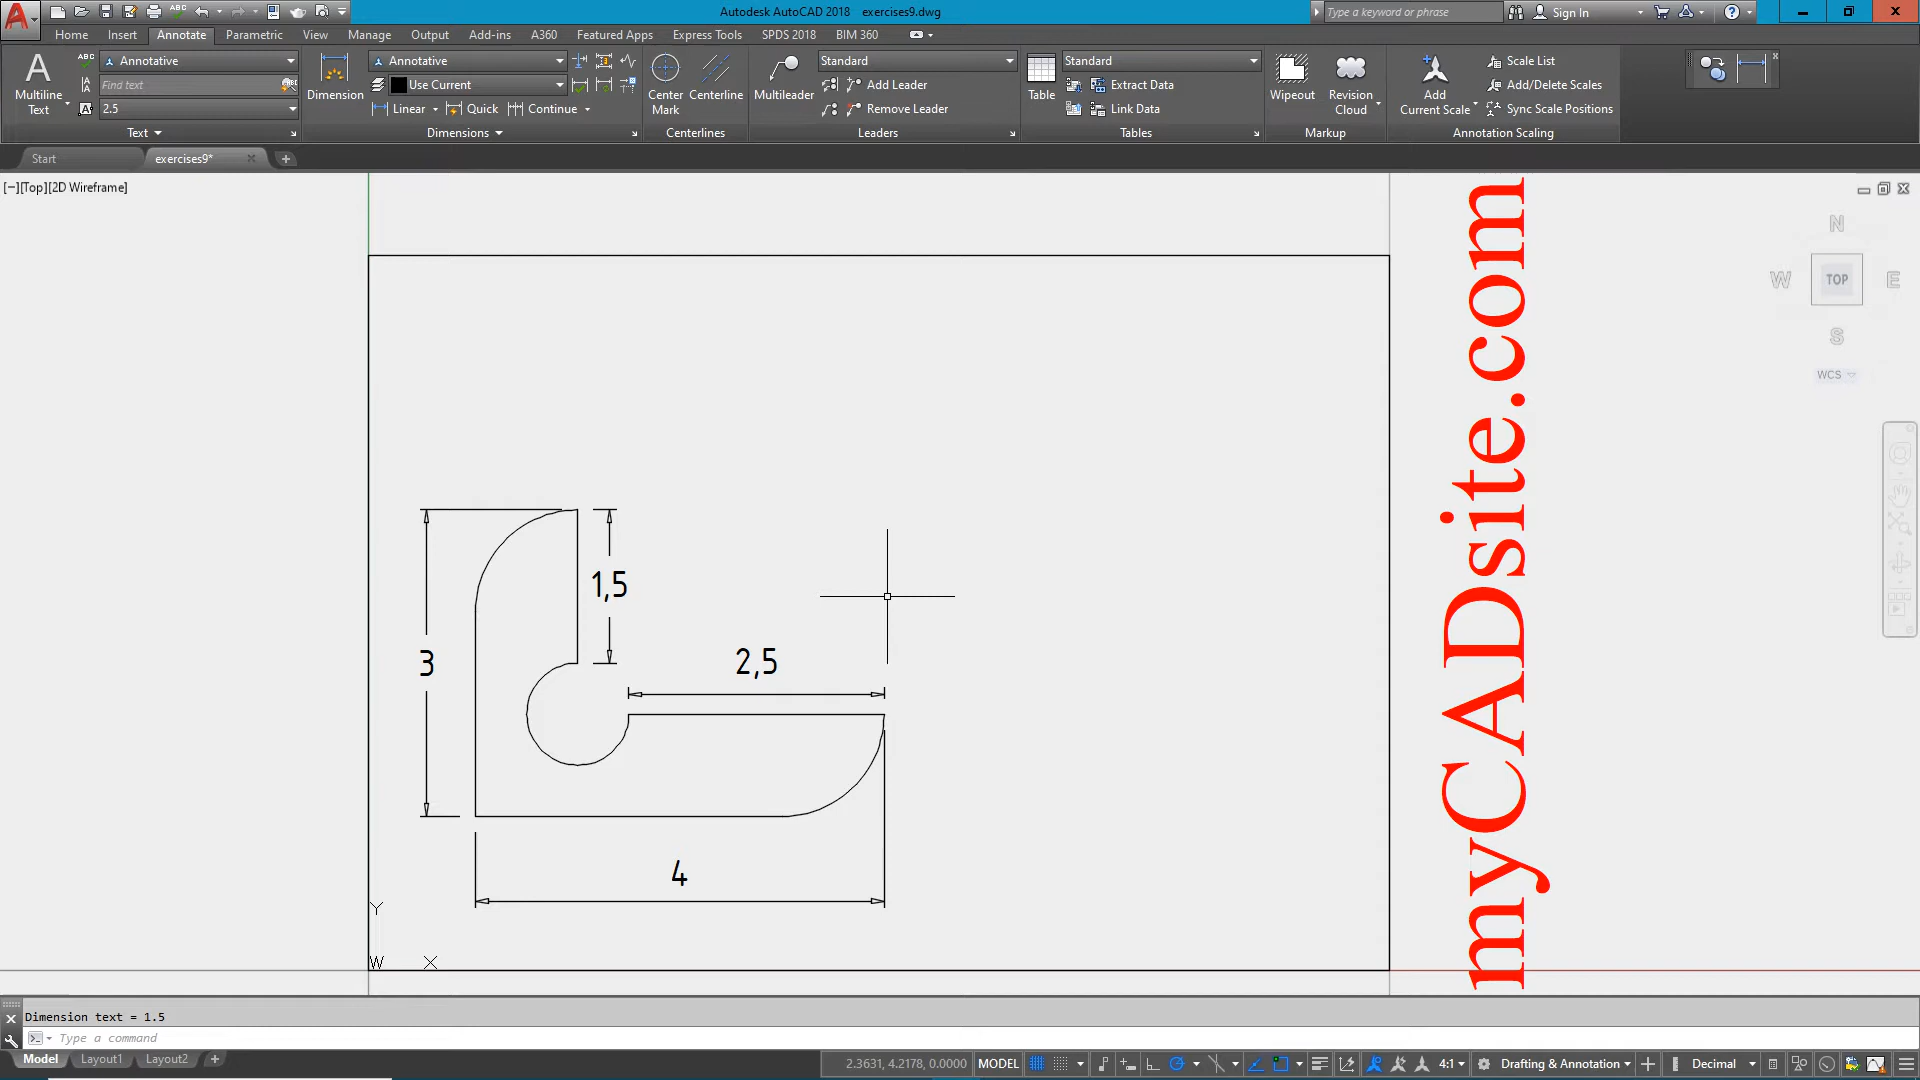 Autodesk AutoCAD 2018 exercises9.dwg
Type a keyword or phrase
Sign In
Home Insert Annotate Parametric View Manage Output Add-ins A360 Featured Apps Express Tools SPDS 2018 BIM 360
A
Multiline
Text
ABC
Annotative
Find text
2.5
Text
Dimension
Annotative
Use Current
Linear Quick Continue
Dimensions
Center
Mark
Centerline
Centerlines
Multileader
Standard
Add Leader
Remove Leader
Leaders
Table
Standard
Extract Data
Link Data
Tables
Wipeout
Revision
Cloud
Markup
Add
Current Scale
Scale List
Add/Delete Scales
Sync Scale Positions
Annotation Scaling
Start exercises9*
[−][Top][2D Wireframe]
N
W TOP E
S
WCS
1,5
3
2,5
4
Y
W X
myCADsite.com
Dimension text = 1.5
Type a command
Model Layout1 Layout2
2.3631, 4.2178, 0.0000 MODEL 4:1 Drafting & Annotation Decimal